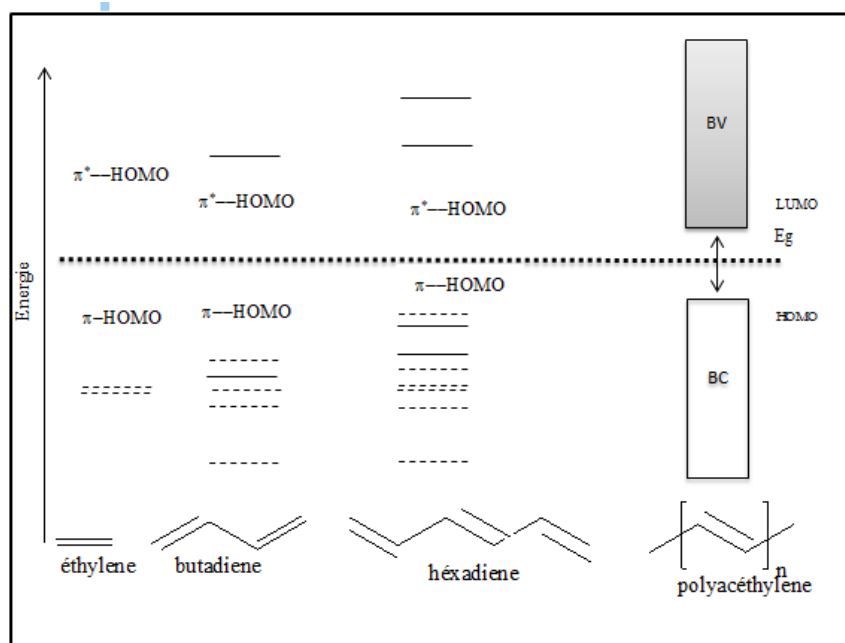 BV
π*—HOMO
π*—HOMO
π*—HOMO
LUMO
Eg
Energie
π—HOMO
π–HOMO
π—HOMO
HOMO
BC
n
éthylene
butadiene
héxadiene
polyacéthylene